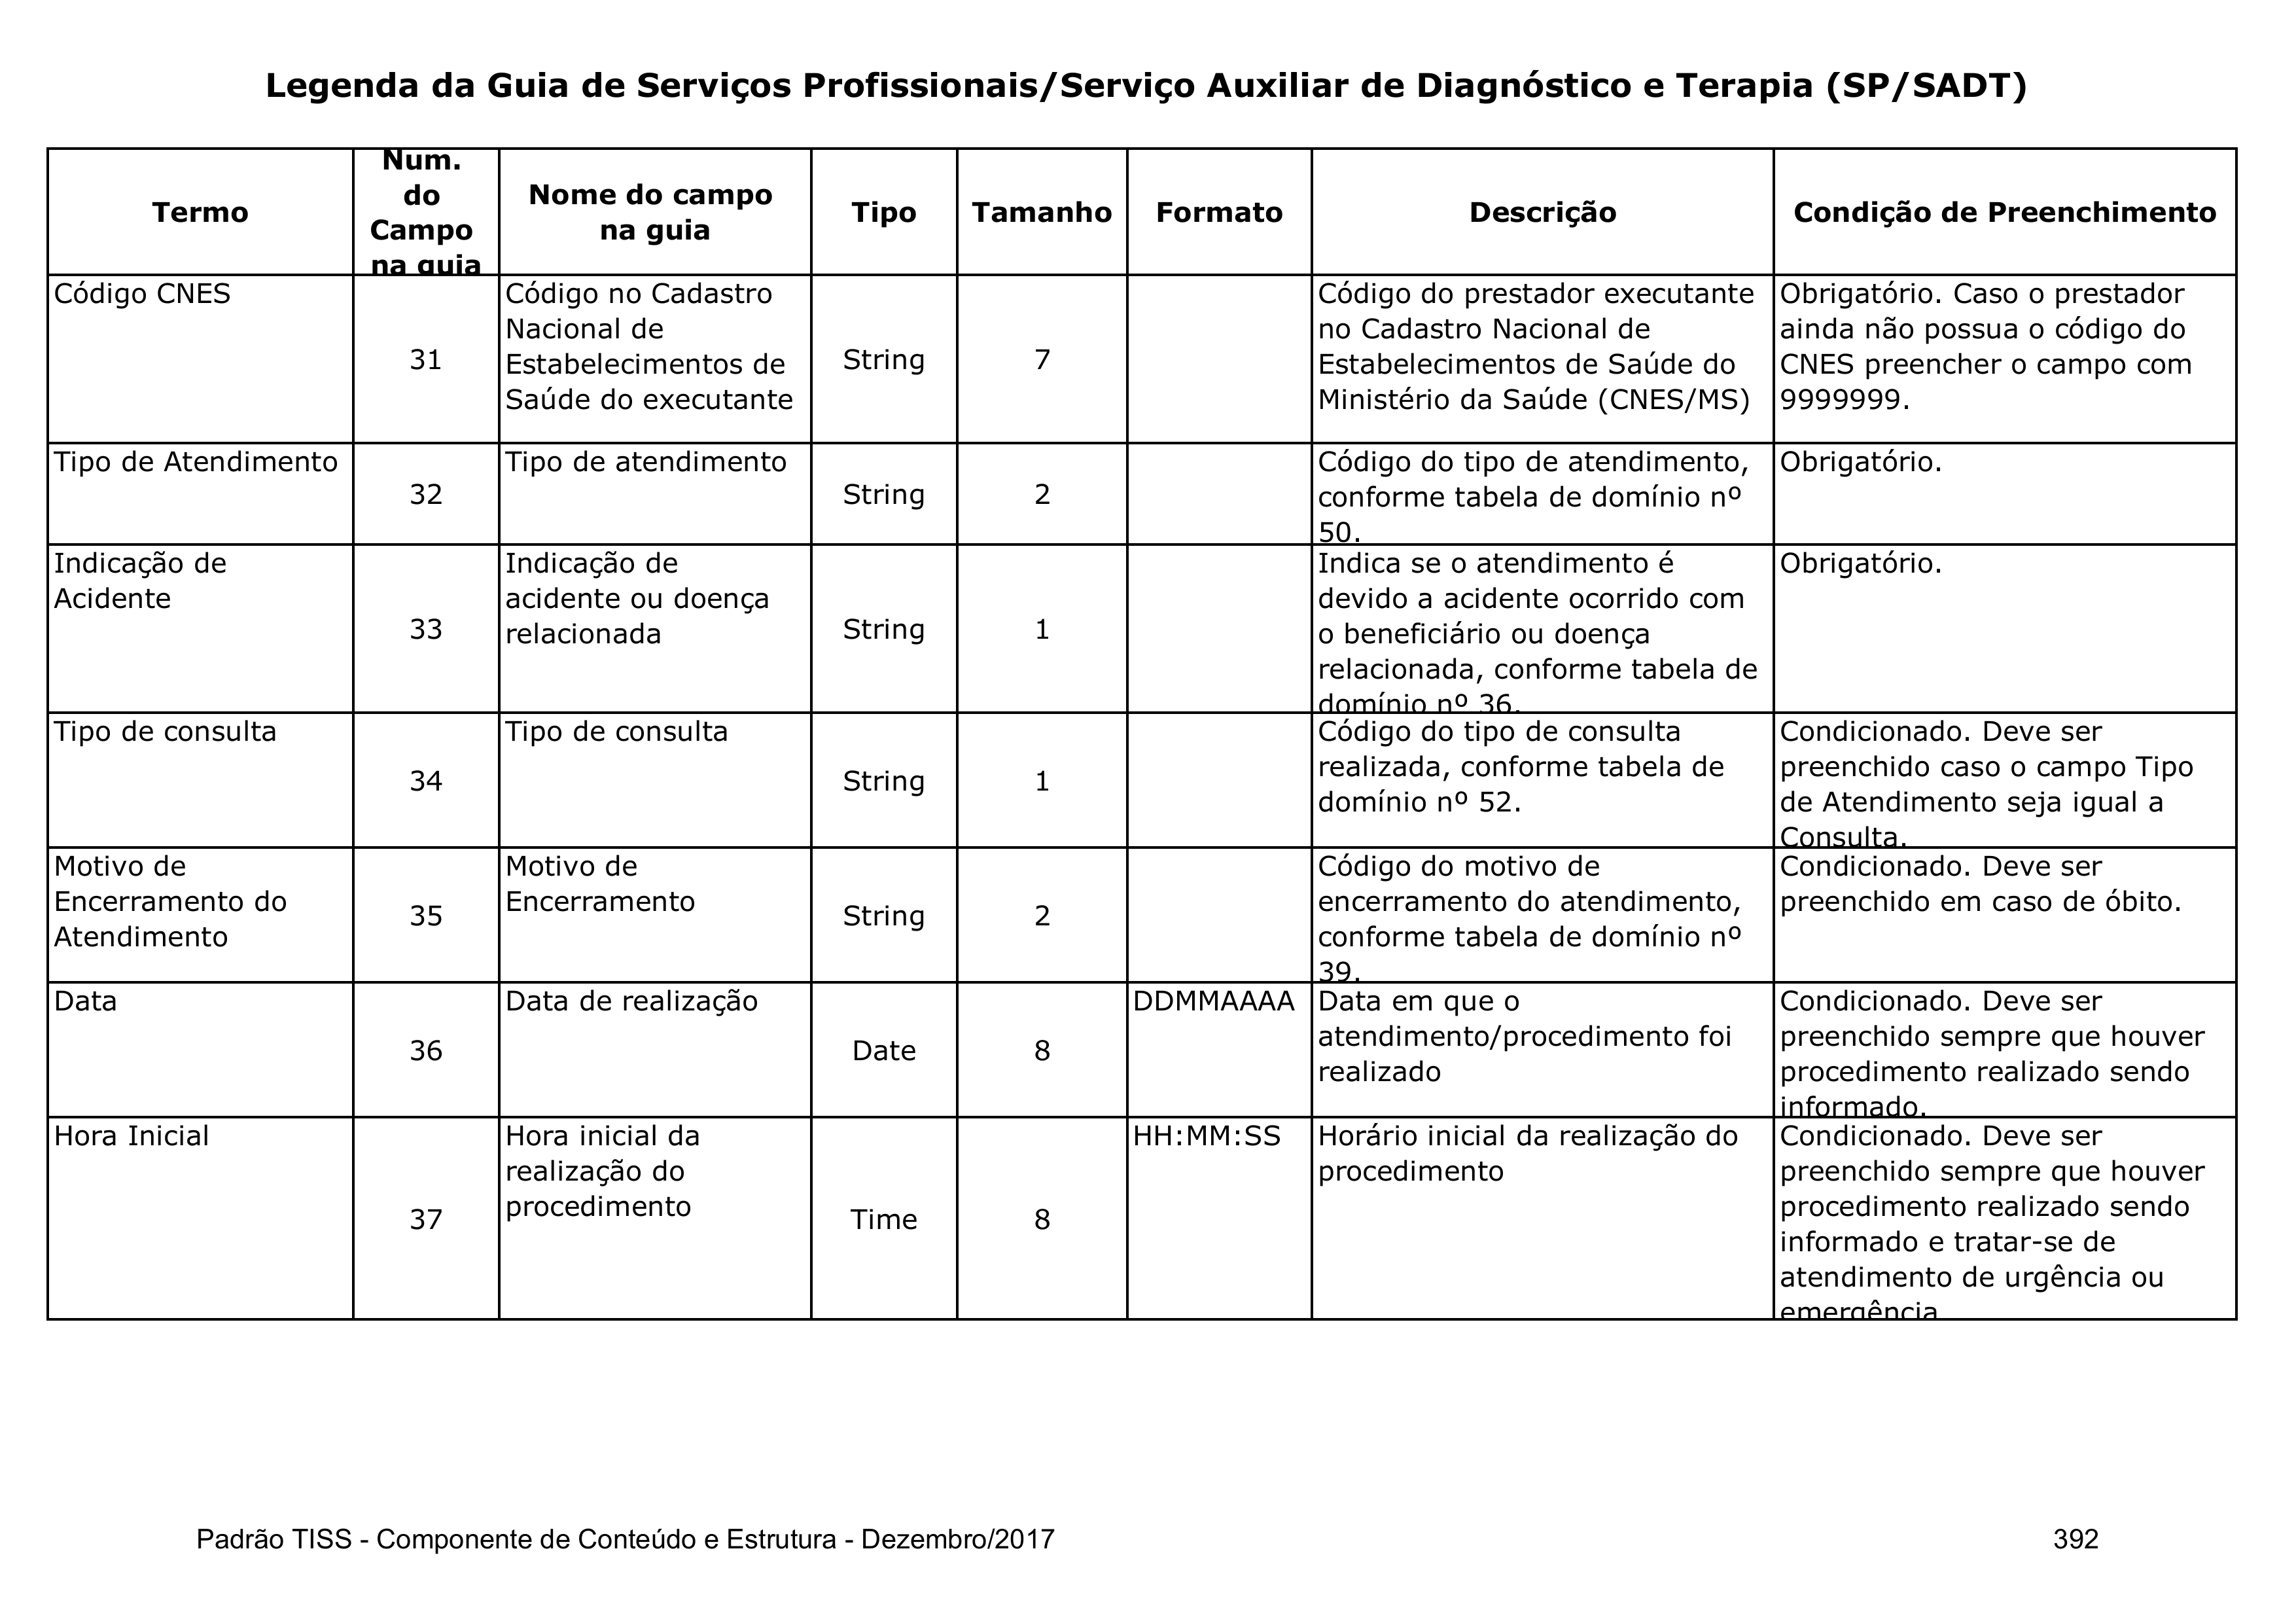 Legenda da Guia de Serviços Profissionais/Serviço Auxiliar de Diagnóstico e Terapia (SP/SADT)
Termo
Num.
do
Campo
na guia
Nome do campo
na guia
Tipo
Tamanho
Formato
Descrição
Condição de Preenchimento
Código CNES
31
Código no Cadastro
Nacional de
Estabelecimentos de
Saúde do executante
String
7
Código do prestador executante
no Cadastro Nacional de
Estabelecimentos de Saúde do
Ministério da Saúde (CNES/MS)
Obrigatório. Caso o prestador
ainda não possua o código do
CNES preencher o campo com
9999999.
Tipo de Atendimento
32
Tipo de atendimento
String
2
Código do tipo de atendimento,
conforme tabela de domínio nº
50.
Obrigatório.
Indicação de
Acidente
33
Indicação de
acidente ou doença
relacionada
String
1
Indica se o atendimento é
devido a acidente ocorrido com
o beneficiário ou doença
relacionada, conforme tabela de
domínio nº 36.
Obrigatório.
Tipo de consulta
34
Tipo de consulta
String
1
Código do tipo de consulta
realizada, conforme tabela de
domínio nº 52.
Condicionado. Deve ser
preenchido caso o campo Tipo
de Atendimento seja igual a
Consulta.
Motivo de
Encerramento do
Atendimento
35
Motivo de
Encerramento
String
2
Código do motivo de
encerramento do atendimento,
conforme tabela de domínio nº
39.
Condicionado. Deve ser
preenchido em caso de óbito.
Data
36
Data de realização
Date
8
DDMMAAAA
Data em que o
atendimento/procedimento foi
realizado
Condicionado. Deve ser
preenchido sempre que houver
procedimento realizado sendo
informado.
Hora Inicial
37
Hora inicial da
realização do
procedimento
Time
8
HH:MM:SS
Horário inicial da realização do
procedimento
Condicionado. Deve ser
preenchido sempre que houver
procedimento realizado sendo
informado e tratar-se de
atendimento de urgência ou
emergência
Padrão TISS - Componente de Conteúdo e Estrutura - Dezembro/2017
392